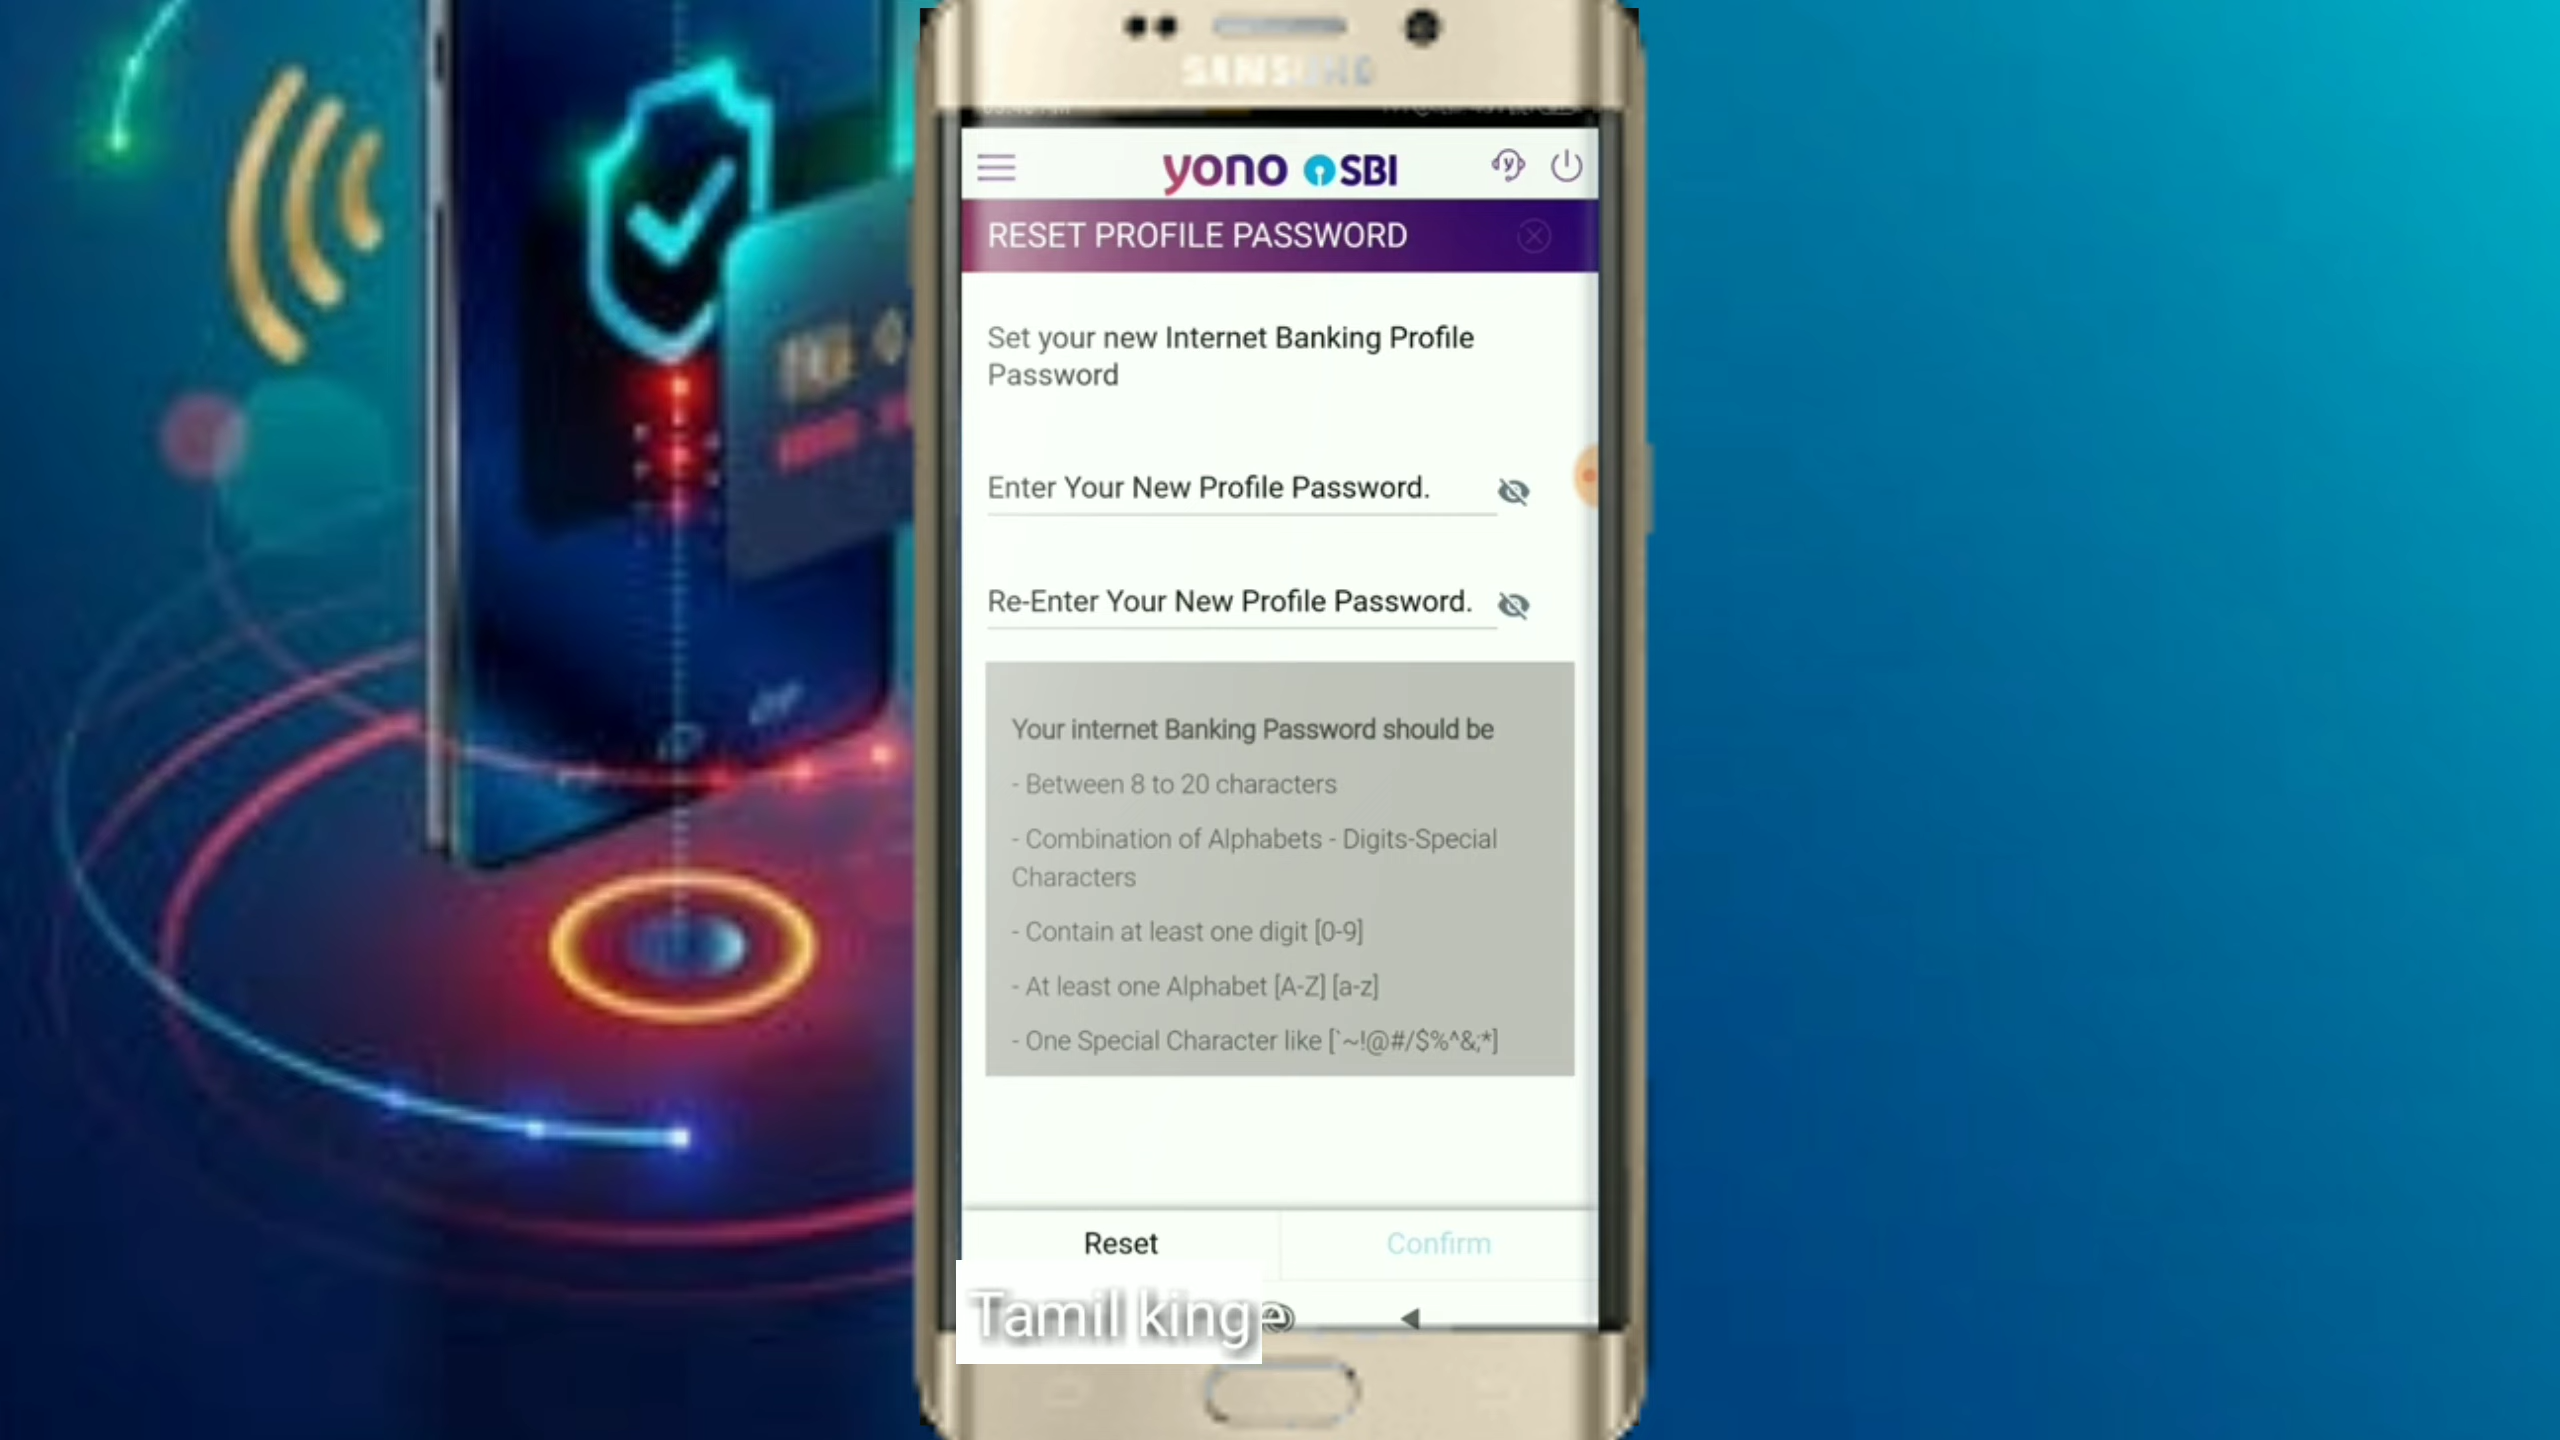 SAMSUNG
yono SBI
RESET PROFILE PASSWORD
Set your new Internet Banking Profile
Password
Enter Your New Profile Password.
Re-Enter Your New Profile Password.
Your internet Banking Password should be
- Between 8 to 20 characters
- Combination of Alphabets - Digits-Special
Characters
- Contain at least one digit [0-9]
- At least one Alphabet [A-Z] [a-z]
- One Special Character like [`~!@#/$%^&;*]
Reset
Confirm
Tamil kinge